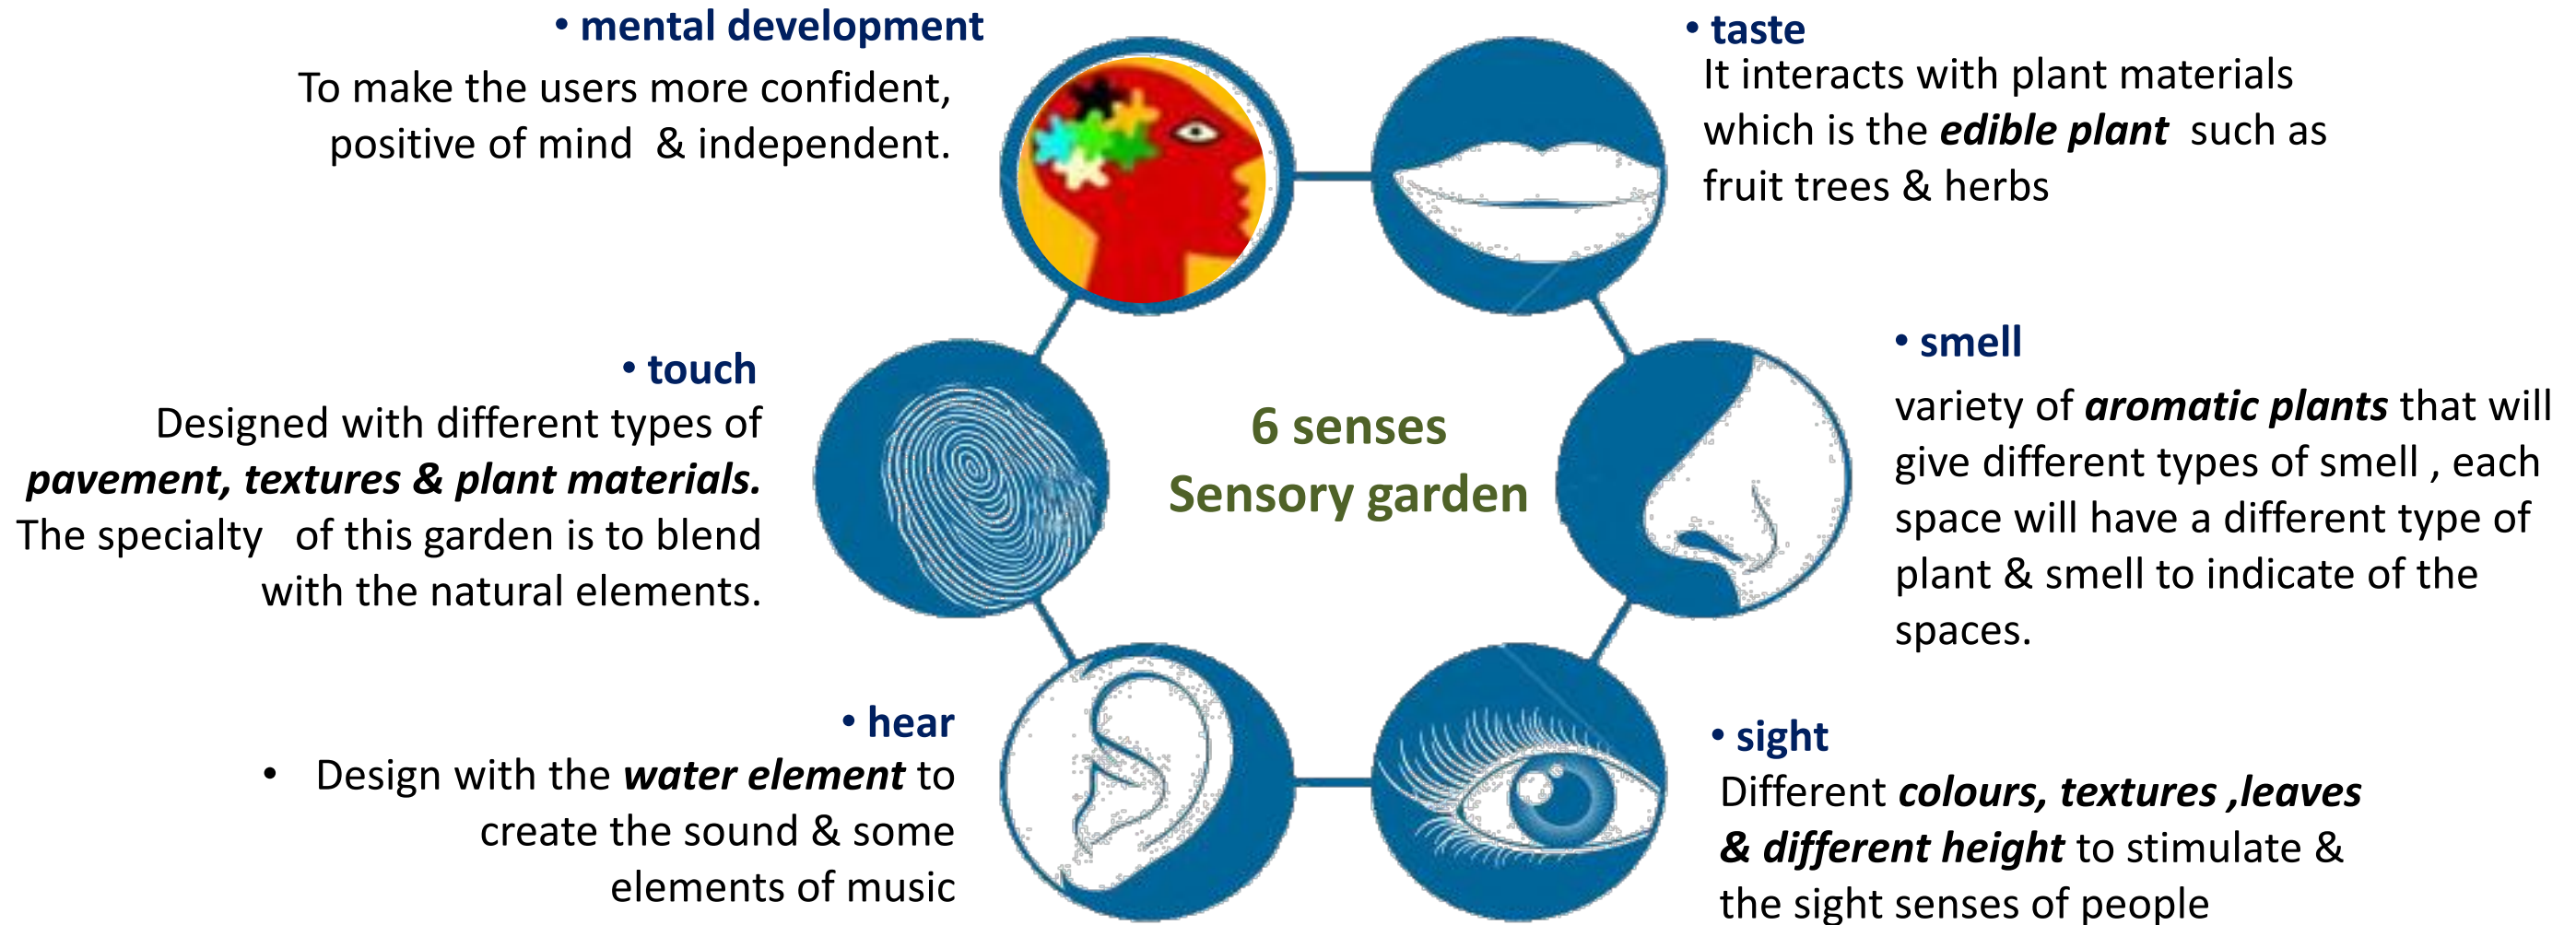 • mental development
To make the users more confident,
positive of mind  & independent.
• taste
It interacts with plant materials
which is the edible plant  such as
fruit trees & herbs
• touch
Designed with different types of
pavement, textures & plant materials.
The specialty   of this garden is to blend
with the natural elements.
6 senses
Sensory garden
• smell
variety of aromatic plants that will
give different types of smell , each
space will have a different type of
plant & smell to indicate of the
spaces.
• hear
• Design with the water element to
create the sound & some
elements of music
• sight
Different colours, textures ,leaves
& different height to stimulate &
the sight senses of people